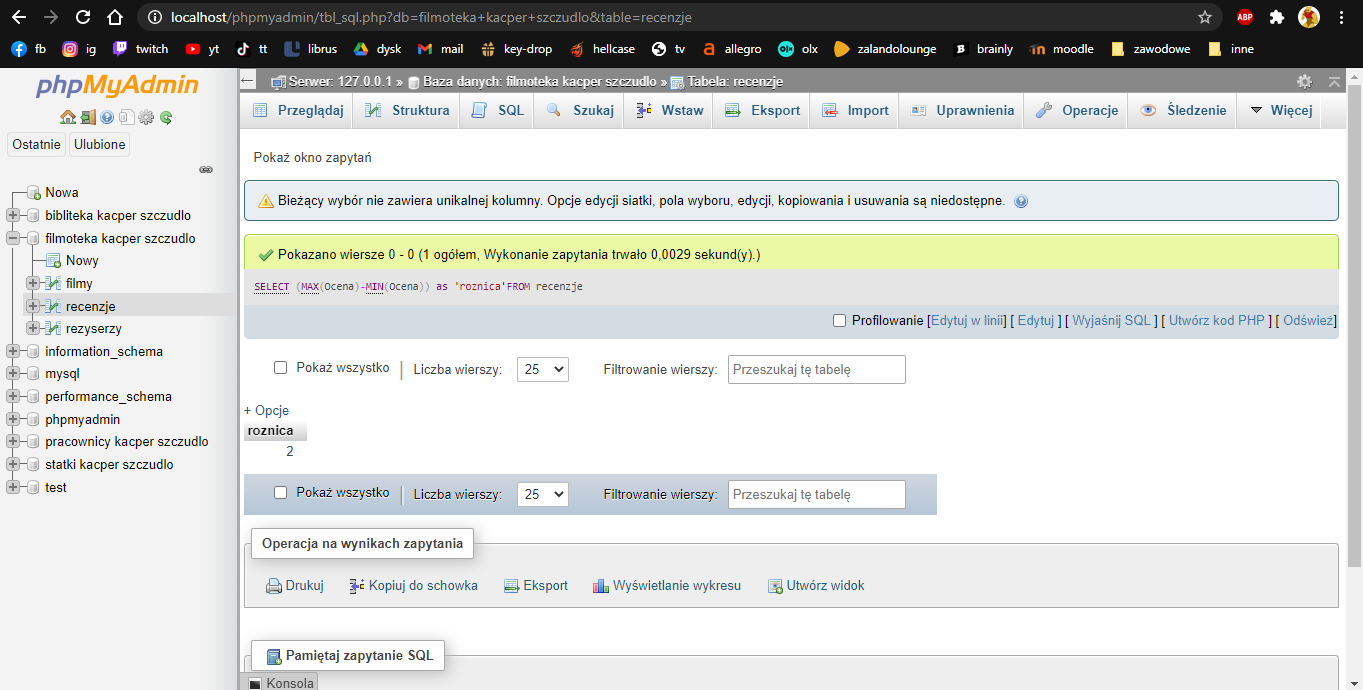 localhost/phpmyadmin/tbl_sql.php?db=filmoteka+kacper+szczudlo&table=recenzje
ABP
fb ig twitch yt tt librus dysk mail key-drop hellcase tv allegro olx zalandolounge brainly moodle zawodowe inne
phpMyAdmin
Ostatnie Ulubione
Nowa
bibliteka kacper szczudlo
filmoteka kacper szczudlo
Nowy
filmy
recenzje
rezyserzy
information_schema
mysql
performance_schema
phpmyadmin
pracownicy kacper szczudlo
statki kacper szczudlo
test
Serwer: 127.0.0.1 » Baza danych: filmoteka kacper szczudlo » Tabela: recenzje
Przeglądaj Struktura SQL Szukaj Wstaw Eksport Import Uprawnienia Operacje Śledzenie Więcej
Pokaż okno zapytań
Bieżący wybór nie zawiera unikalnej kolumny. Opcje edycji siatki, pola wyboru, edycji, kopiowania i usuwania są niedostępne.
Pokazano wiersze 0 - 0 (1 ogółem, Wykonanie zapytania trwało 0,0029 sekund(y).)
SELECT (MAX(Ocena)-MIN(Ocena)) as 'roznica'FROM recenzje
Profilowanie [Edytuj w linii] [ Edytuj ] [ Wyjaśnij SQL ] [ Utwórz kod PHP ] [ Odśwież]
Pokaż wszystko | Liczba wierszy: 25 Filtrowanie wierszy: Przeszukaj tę tabelę
+ Opcje
roznica
2
Pokaż wszystko | Liczba wierszy: 25 Filtrowanie wierszy: Przeszukaj tę tabelę
Operacja na wynikach zapytania
Drukuj Kopiuj do schowka Eksport Wyświetlanie wykresu Utwórz widok
Pamiętaj zapytanie SQL
Konsola